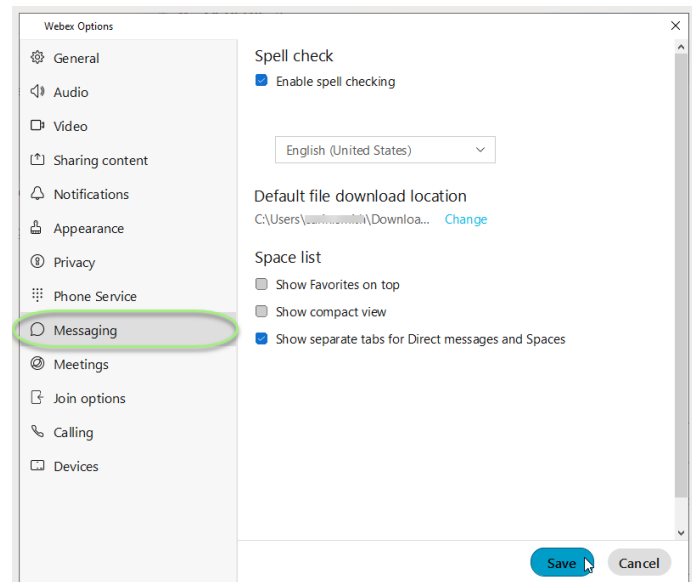 Webex Options
General
Audio
Video
Sharing content
Notifications
Appearance
Privacy
Phone Service
Messaging
Meetings
Join options
Calling
Devices
Spell check
Enable spell checking
English (United States)
Default file download location
C:\Users\ \Downloa... Change
Space list
Show Favorites on top
Show compact view
Show separate tabs for Direct messages and Spaces
Save
Cancel